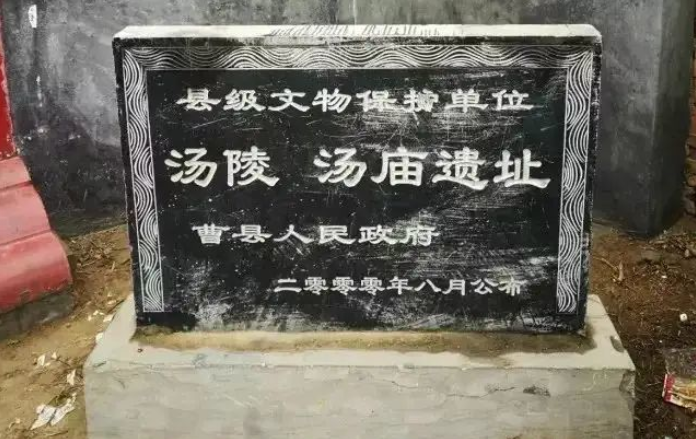 县级文物保护单位
汤陵 汤庙遗址
曹县人民政府
二零零零年八月公布